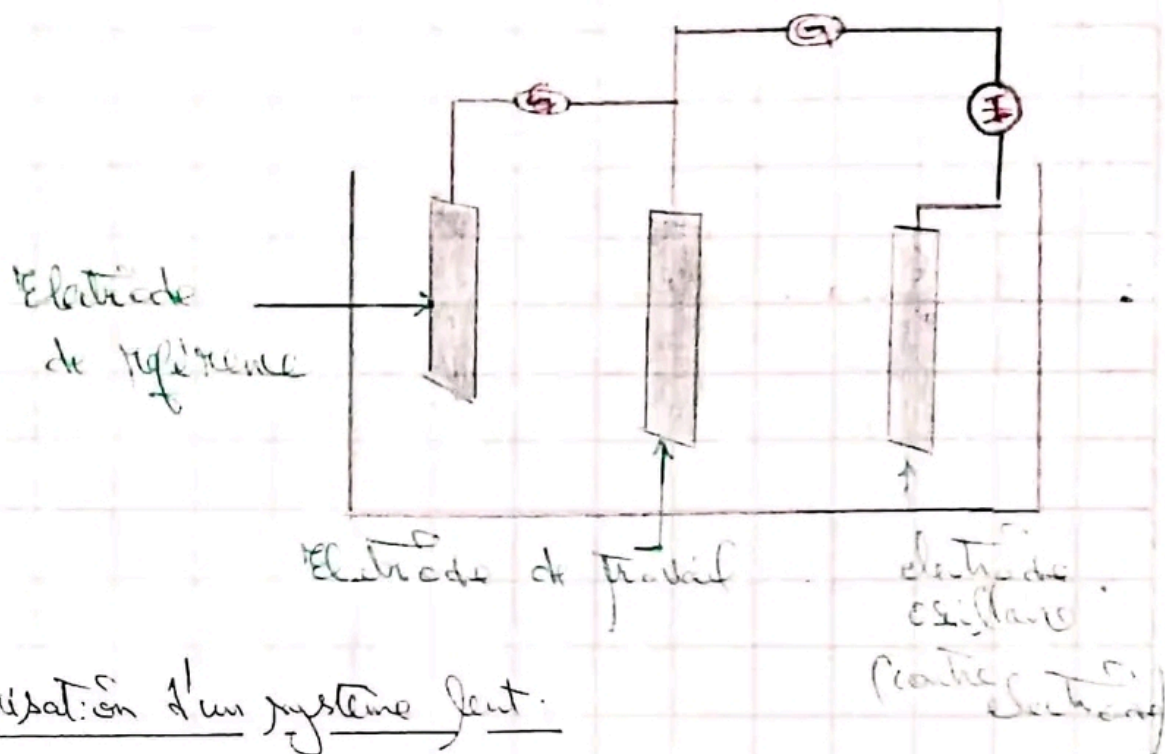 G
G
I
Electrode
de référence
Electrode de travail
électrode
auxiliaire
(contre
électrode)
isation d'un système lent.